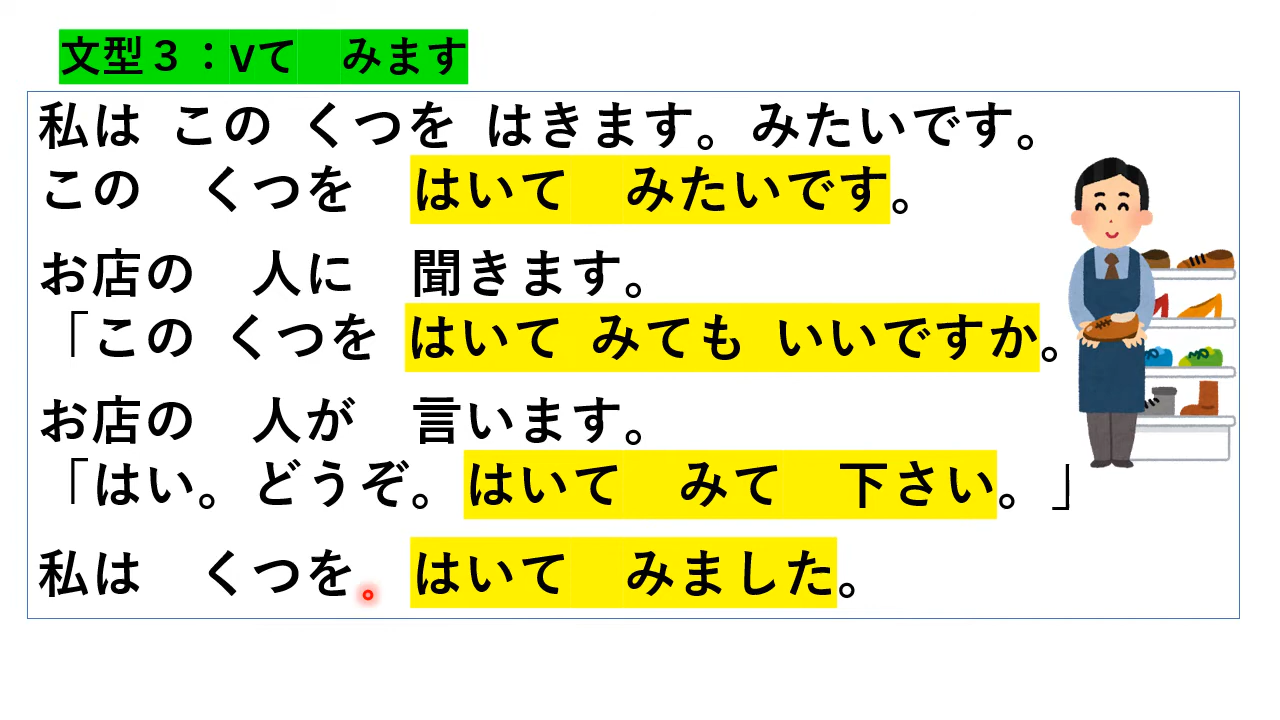 文型３：Vて　みます
私は この くつを はきます。みたいです。
この　くつを　はいて　みたいです。
お店の　人に　聞きます。
「この くつを はいて みても いいですか。
お店の　人が　言います。
「はい。どうぞ。はいて　みて　下さい。」
私は　くつを　はいて　みました。